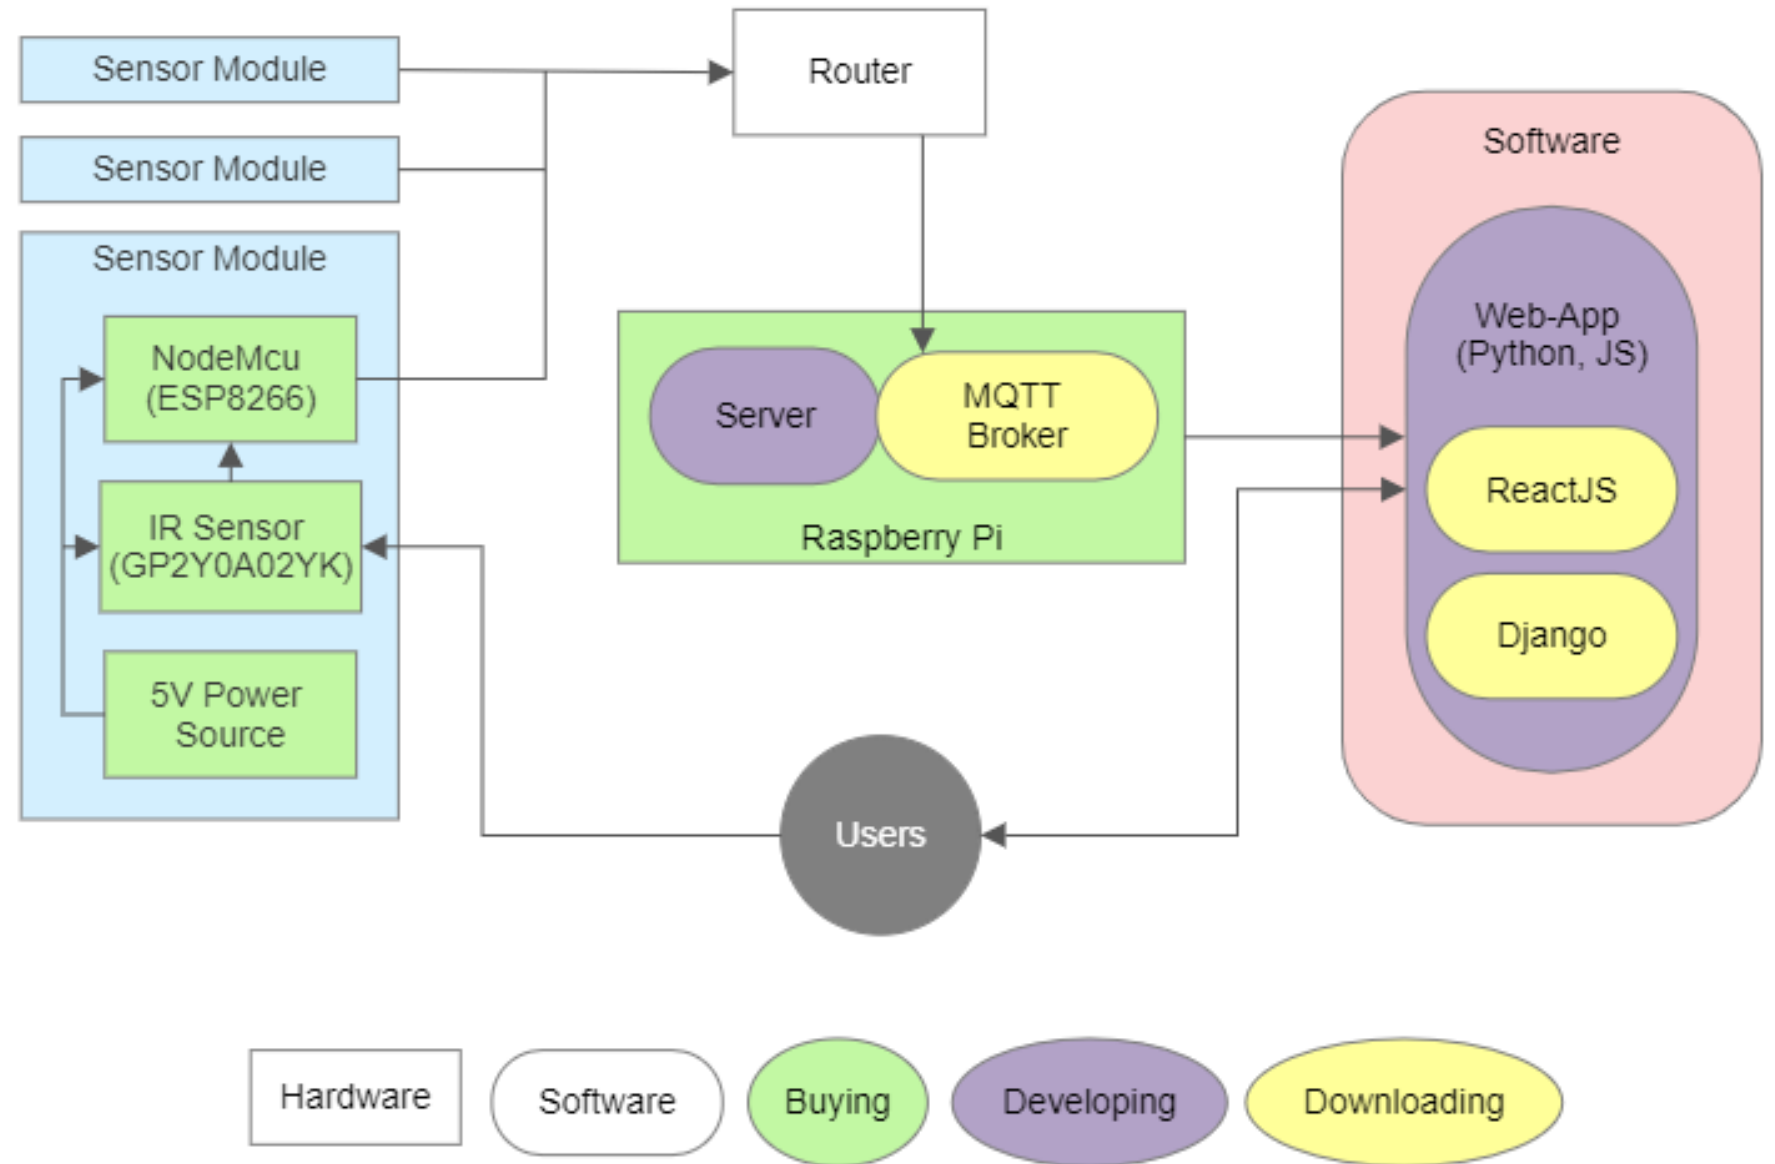 Sensor Module
Sensor Module
Sensor Module
NodeMcu
(ESP8266)
IR Sensor
(GP2Y0A02YK)
5V Power
Source
Router
Server
MQTT
Broker
Raspberry Pi
Users
Software
Web-App
(Python, JS)
ReactJS
Django
Hardware
Software
Buying
Developing
Downloading